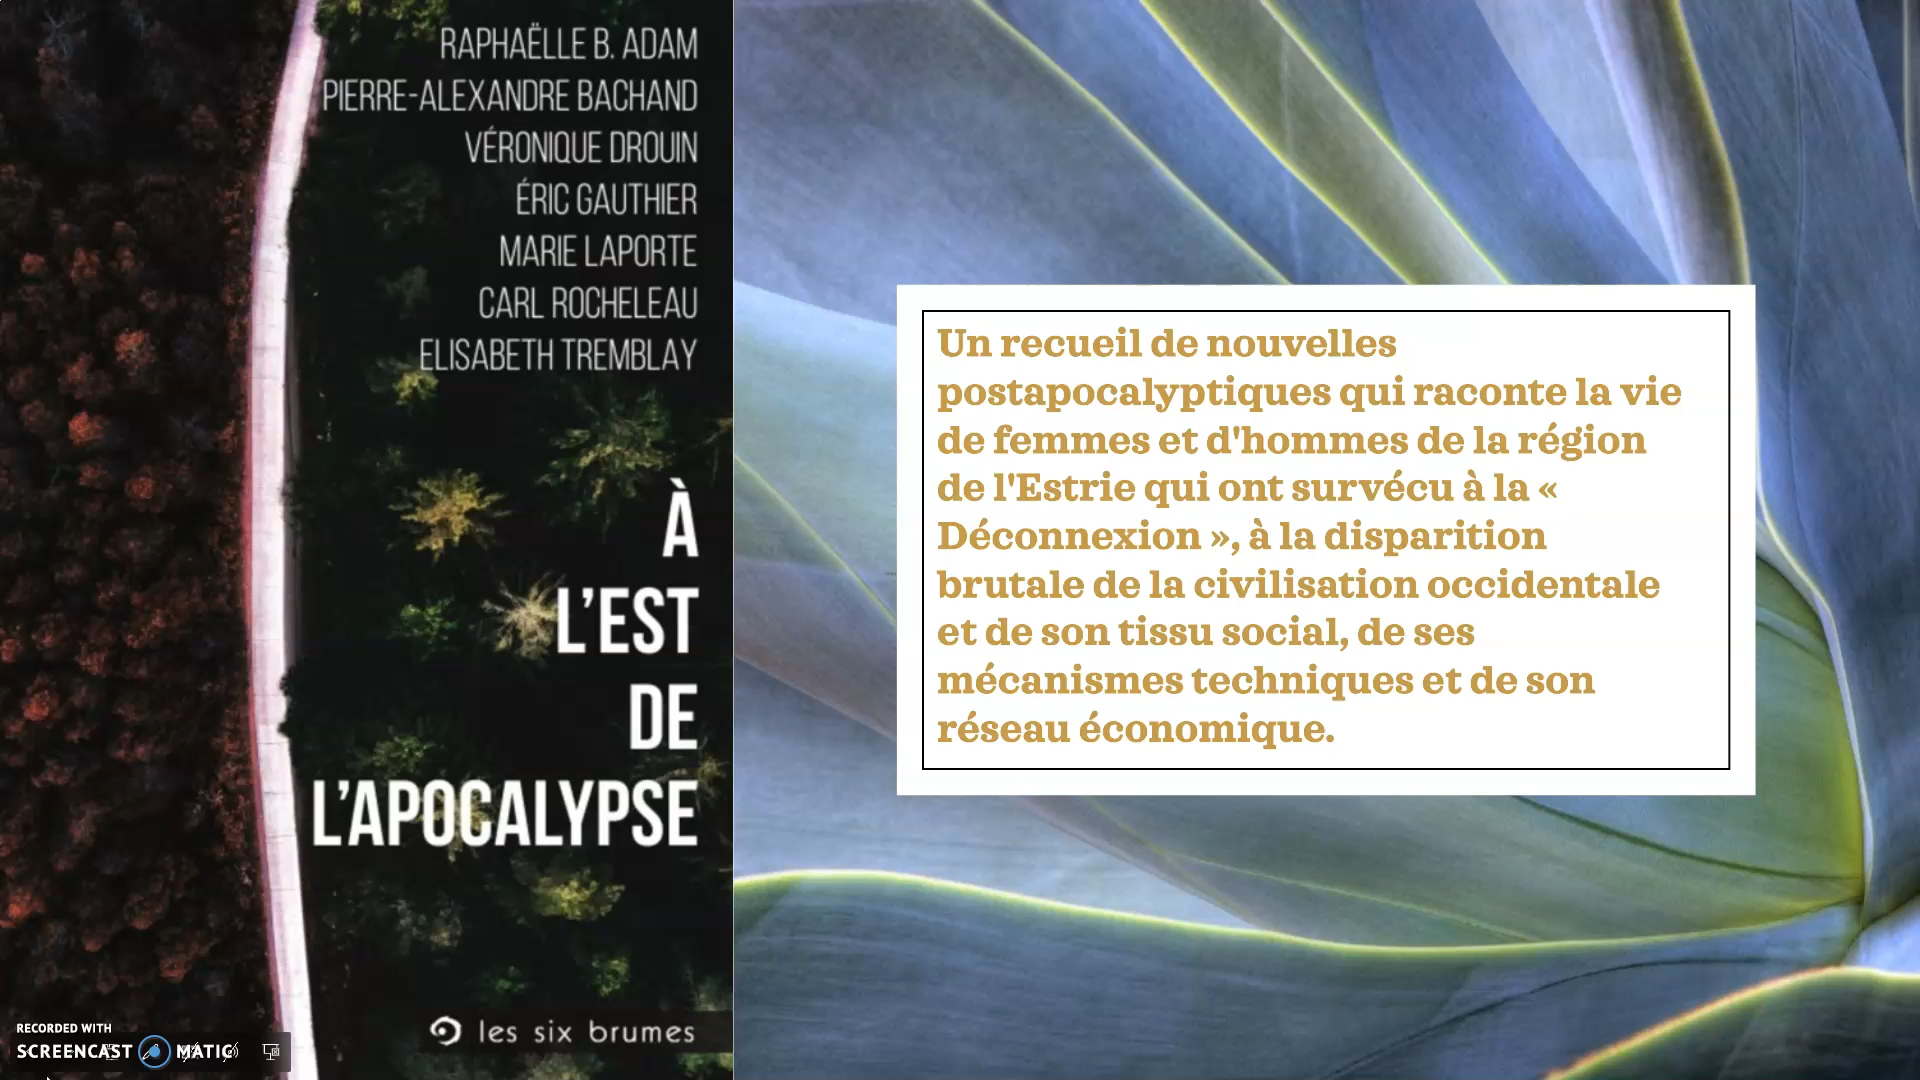 RAPHAËLLE B. ADAM
PIERRE-ALEXANDRE BACHAND
VÉRONIQUE DROUIN
ÉRIC GAUTHIER
MARIE LAPORTE
CARL ROCHELEAU
ELISABETH TREMBLAY
À
L'EST
DE
L'APOCALYPSE
les six brumes
Un recueil de nouvelles
postapocalyptiques qui raconte la vie
de femmes et d'hommes de la région
de l'Estrie qui ont survécu à la «
Déconnexion », à la disparition
brutale de la civilisation occidentale
et de son tissu social, de ses
mécanismes techniques et de son
réseau économique.
RECORDED WITH
SCREENCAST MATIC